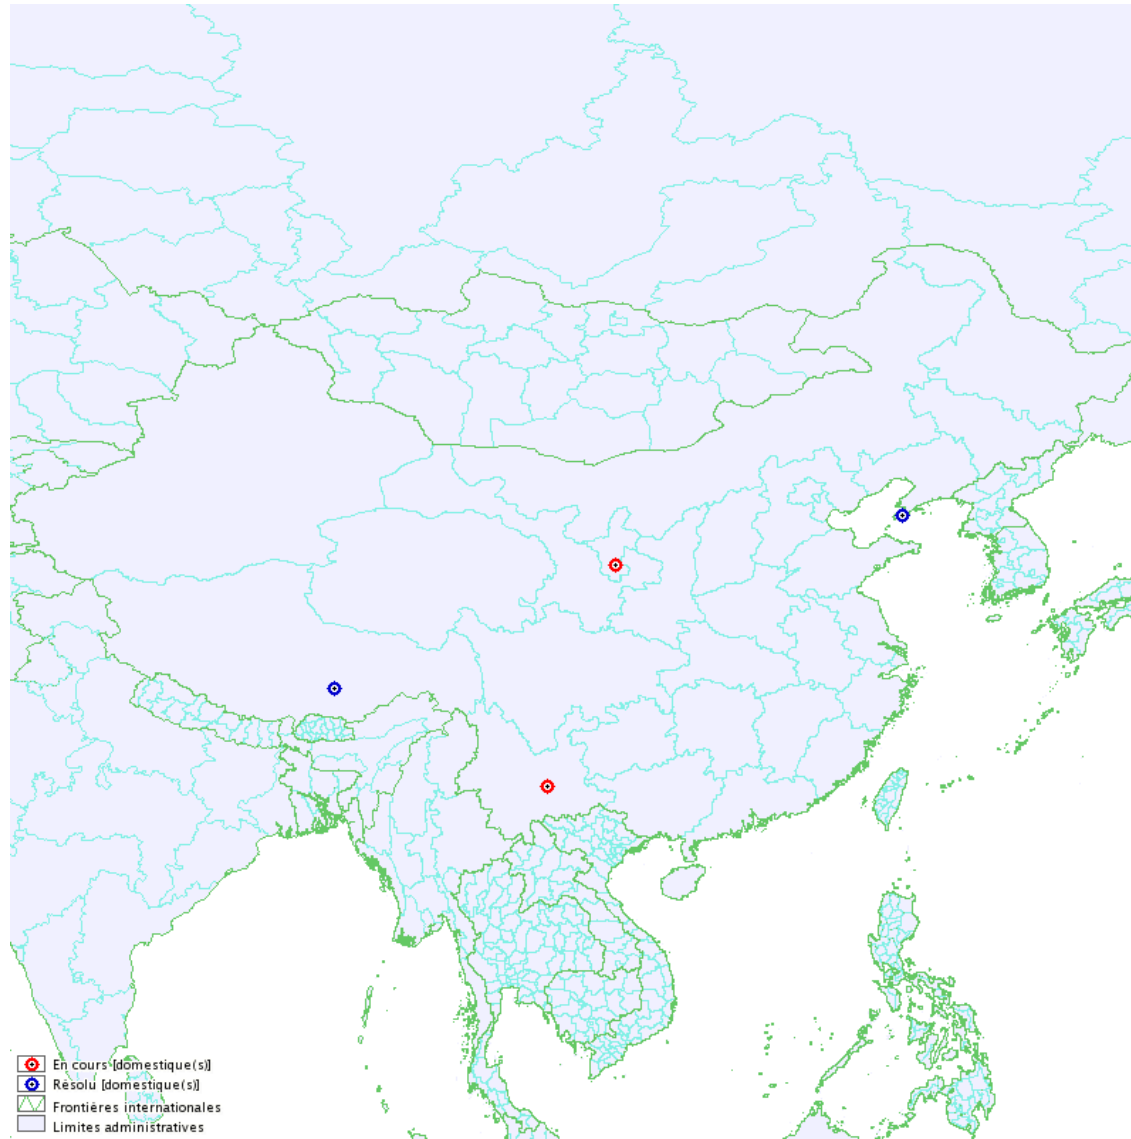 En cours [domestique(s)]
Résolu [domestique(s)]
Frontières internationales
Limites administratives